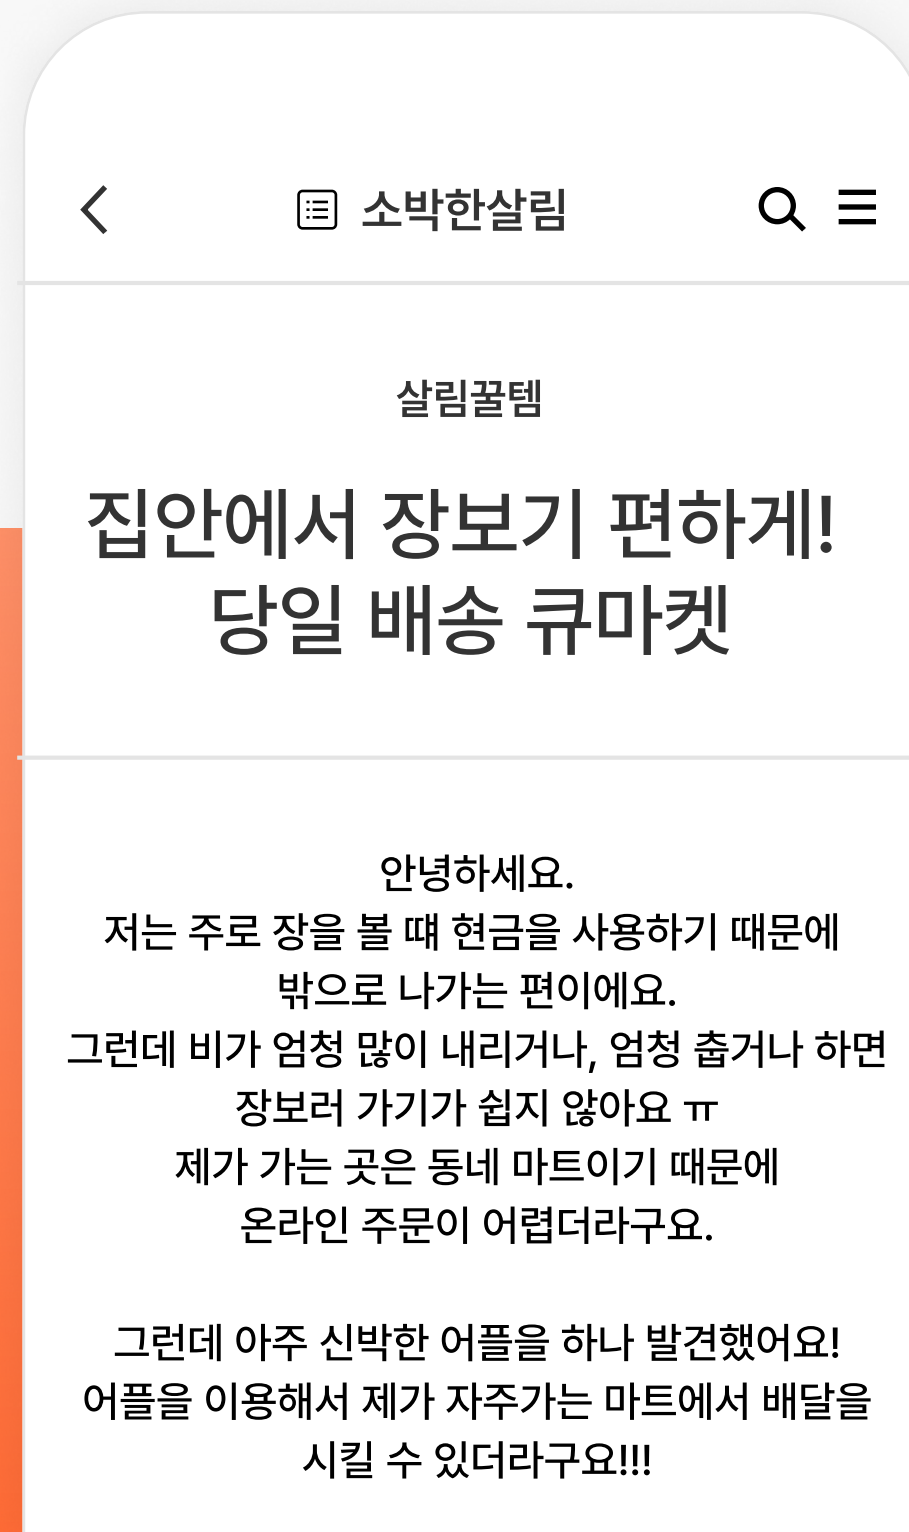 소박한살림
살림꿀템
집안에서 장보기 편하게!
당일 배송 큐마켓
안녕하세요.
저는 주로 장을 볼 떄 현금을 사용하기 때문에
밖으로 나가는 편이에요.
그런데 비가 엄청 많이 내리거나, 엄청 춥거나 하면
장보러 가기가 쉽지 않아요 ㅠ
제가 가는 곳은 동네 마트이기 때문에
온라인 주문이 어렵더라구요.
그런데 아주 신박한 어플을 하나 발견했어요!
어플을 이용해서 제가 자주가는 마트에서 배달을
시킬 수 있더라구요!!!